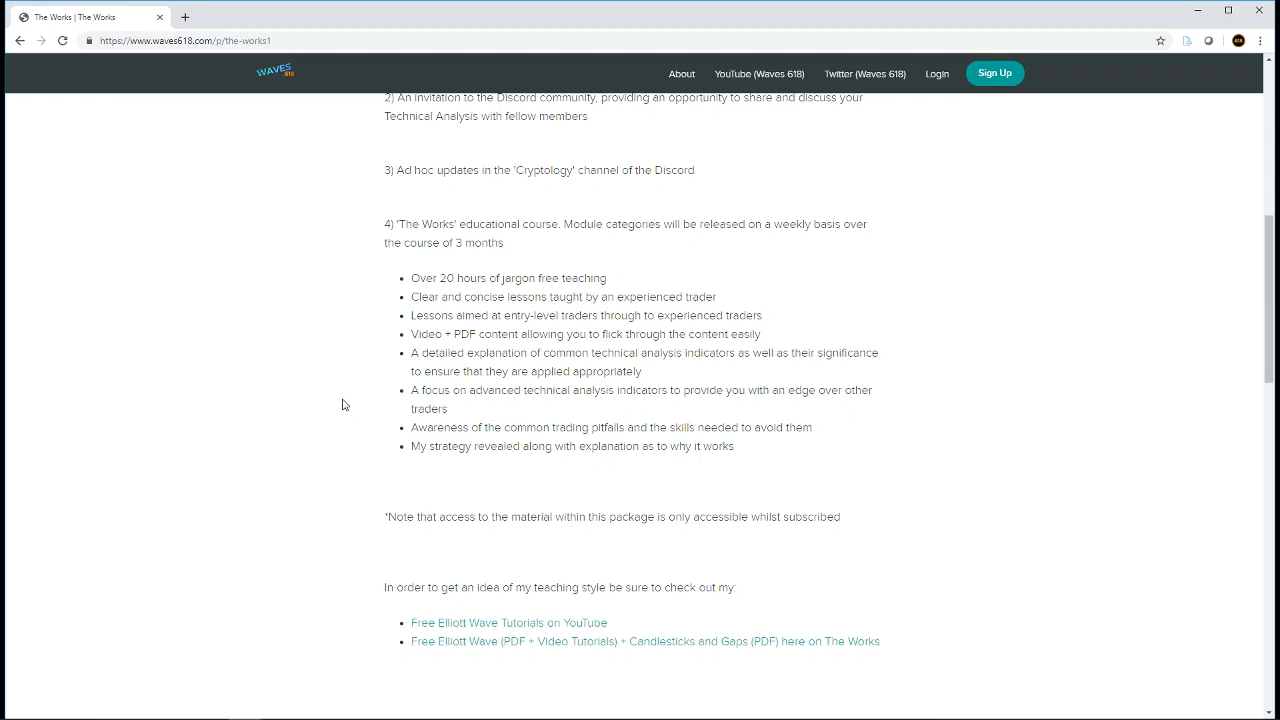 The Works | The Works
https://www.waves618.com/p/the-works1
WAVES 618
About
YouTube (Waves 618)
Twitter (Waves 618)
Login
Sign Up
2) An invitation to the Discord community, providing an opportunity to share and discuss your
Technical Analysis with fellow members
3) Ad hoc updates in the 'Cryptology' channel of the Discord
4) 'The Works' educational course. Module categories will be released on a weekly basis over
the course of 3 months
• Over 20 hours of jargon free teaching
• Clear and concise lessons taught by an experienced trader
• Lessons aimed at entry-level traders through to experienced traders
• Video + PDF content allowing you to flick through the content easily
• A detailed explanation of common technical analysis indicators as well as their significance
to ensure that they are applied appropriately
• A focus on advanced technical analysis indicators to provide you with an edge over other
traders
• Awareness of the common trading pitfalls and the skills needed to avoid them
• My strategy revealed along with explanation as to why it works
*Note that access to the material within this package is only accessible whilst subscribed
In order to get an idea of my teaching style be sure to check out my:
• Free Elliott Wave Tutorials on YouTube
• Free Elliott Wave (PDF + Video Tutorials) + Candlesticks and Gaps (PDF) here on The Works